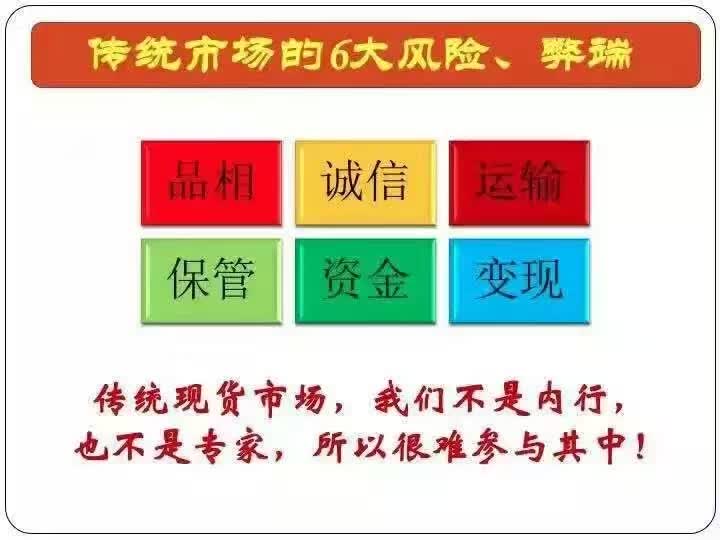 传统市场的6大风险、弊端
品相 诚信 运输
保管 资金 变现
传统现货市场，我们不是内行，
也不是专家，所以很难参与其中！